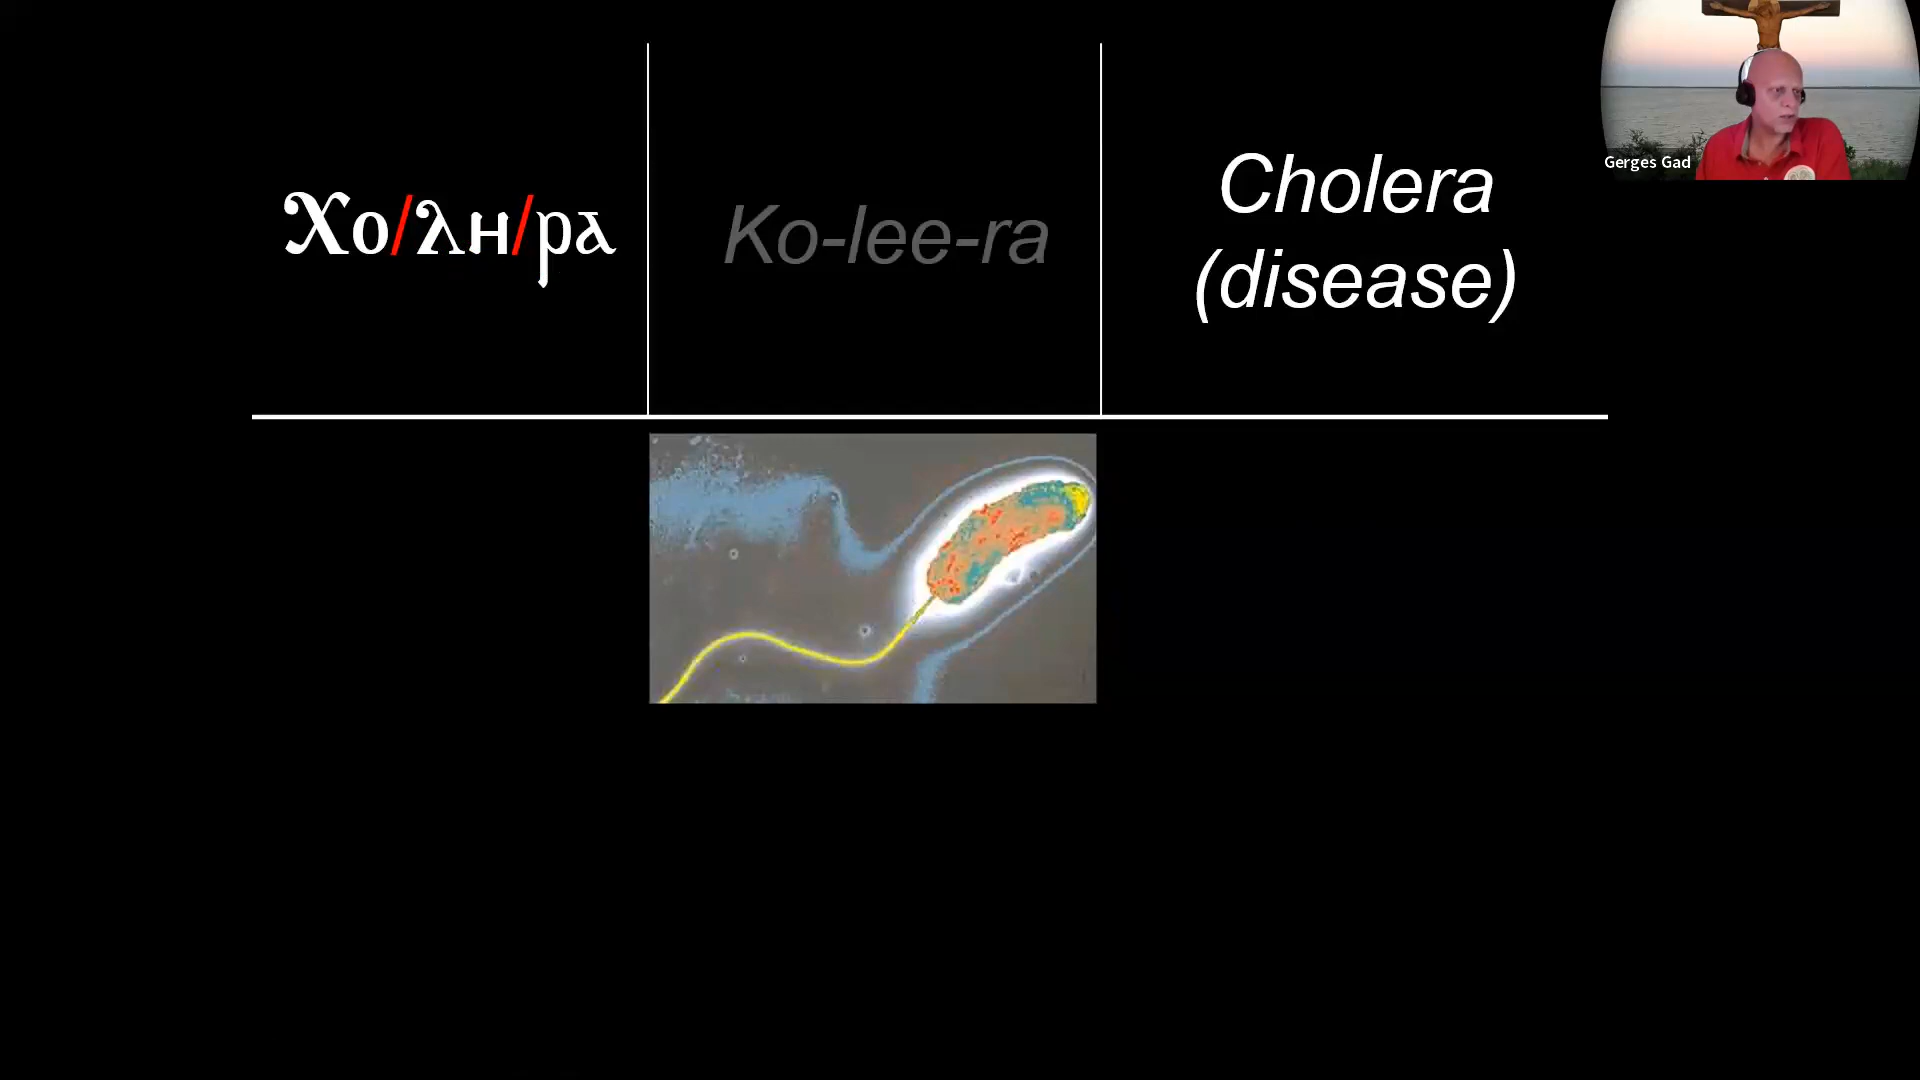 Ⲭⲟ/ⲗⲏ/ⲣⲁ
Ko-lee-ra
Cholera
(disease)
Gerges Gad